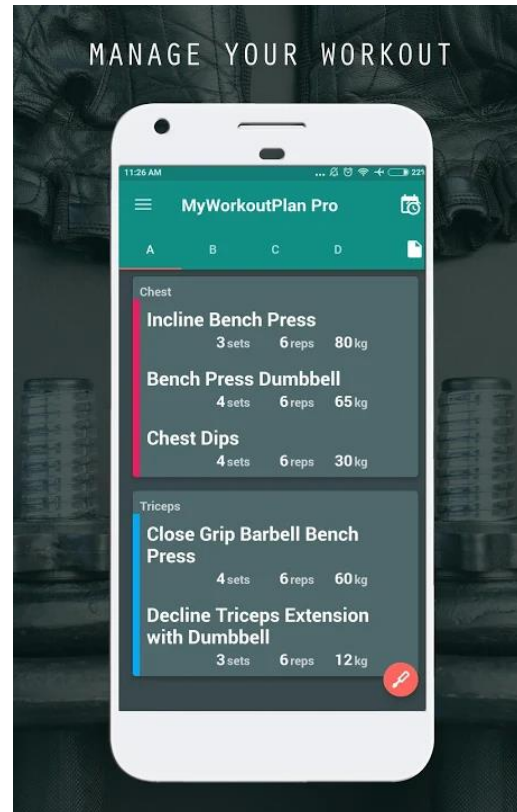 MANAGE YOUR WORKOUT
11:26 AM ... 22%
MyWorkoutPlan Pro
A B C D
Chest
Incline Bench Press
3 sets 6 reps 80 kg
Bench Press Dumbbell
4 sets 6 reps 65 kg
Chest Dips
4 sets 6 reps 30 kg
Triceps
Close Grip Barbell Bench
Press
4 sets 6 reps 60 kg
Decline Triceps Extension
with Dumbbell
3 sets 6 reps 12 kg